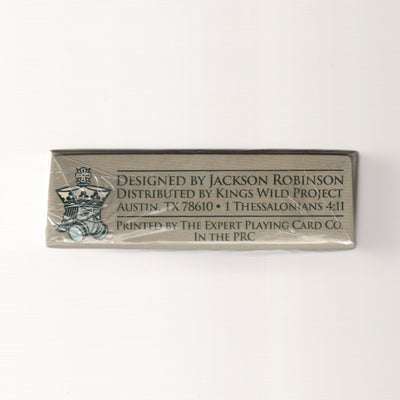 Designed by Jackson Robinson
Distributed by Kings Wild Project
Austin, TX 78610 • 1 Thessalonians 4:11
Printed by The Expert Playing Card Co.
In the PRC